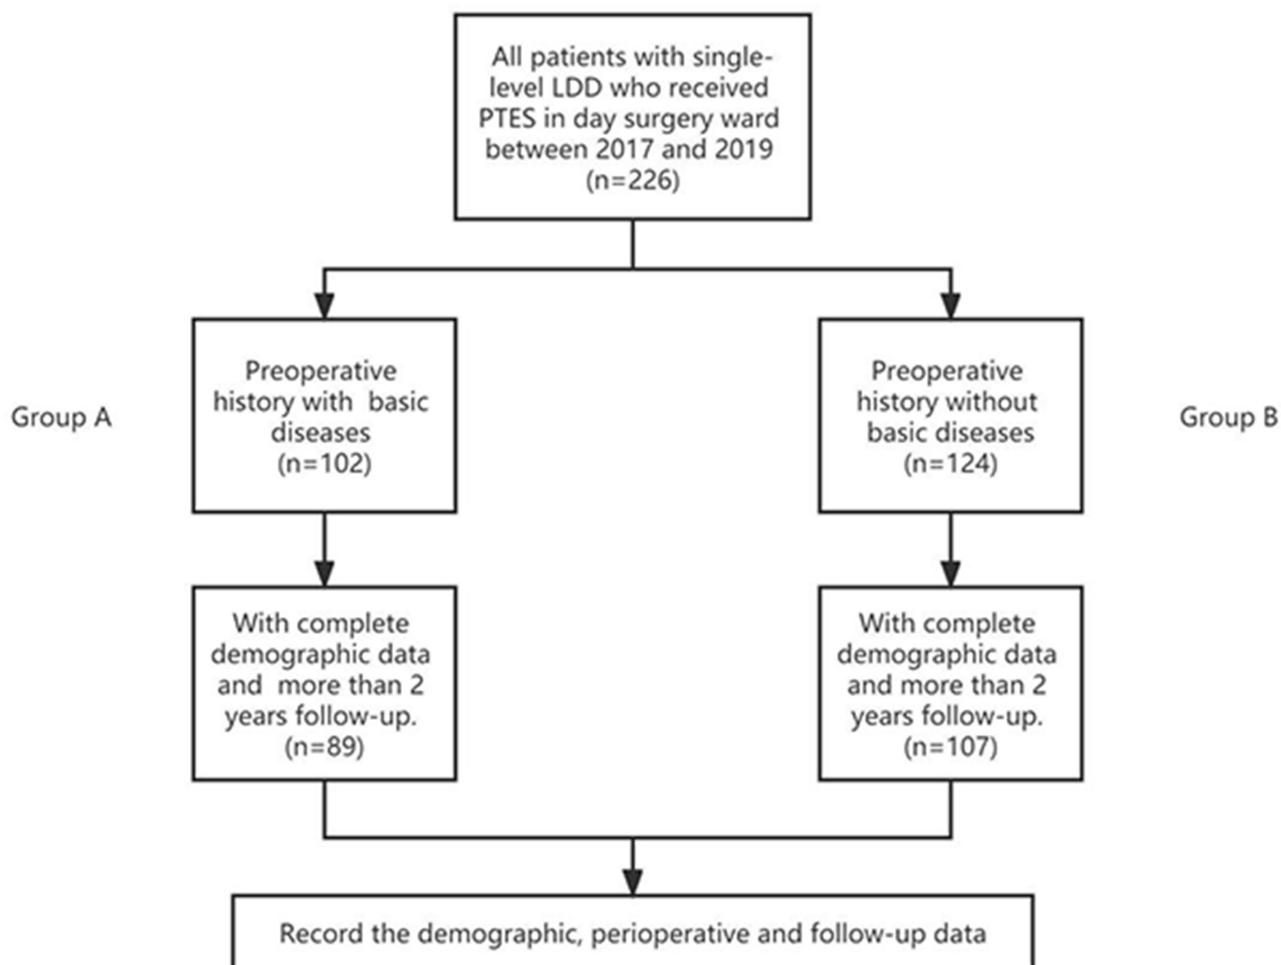 All patients with single-
level LDD who received
PTES in day surgery ward
between 2017 and 2019
(n=226)
Group A
Preoperative
history with basic
diseases
(n=102)
Preoperative
history without
basic diseases
(n=124)
Group B
With complete
demographic data
and more than 2
years follow-up.
(n=89)
With complete
demographic data
and more than 2
years follow-up.
(n=107)
Record the demographic, perioperative and follow-up data